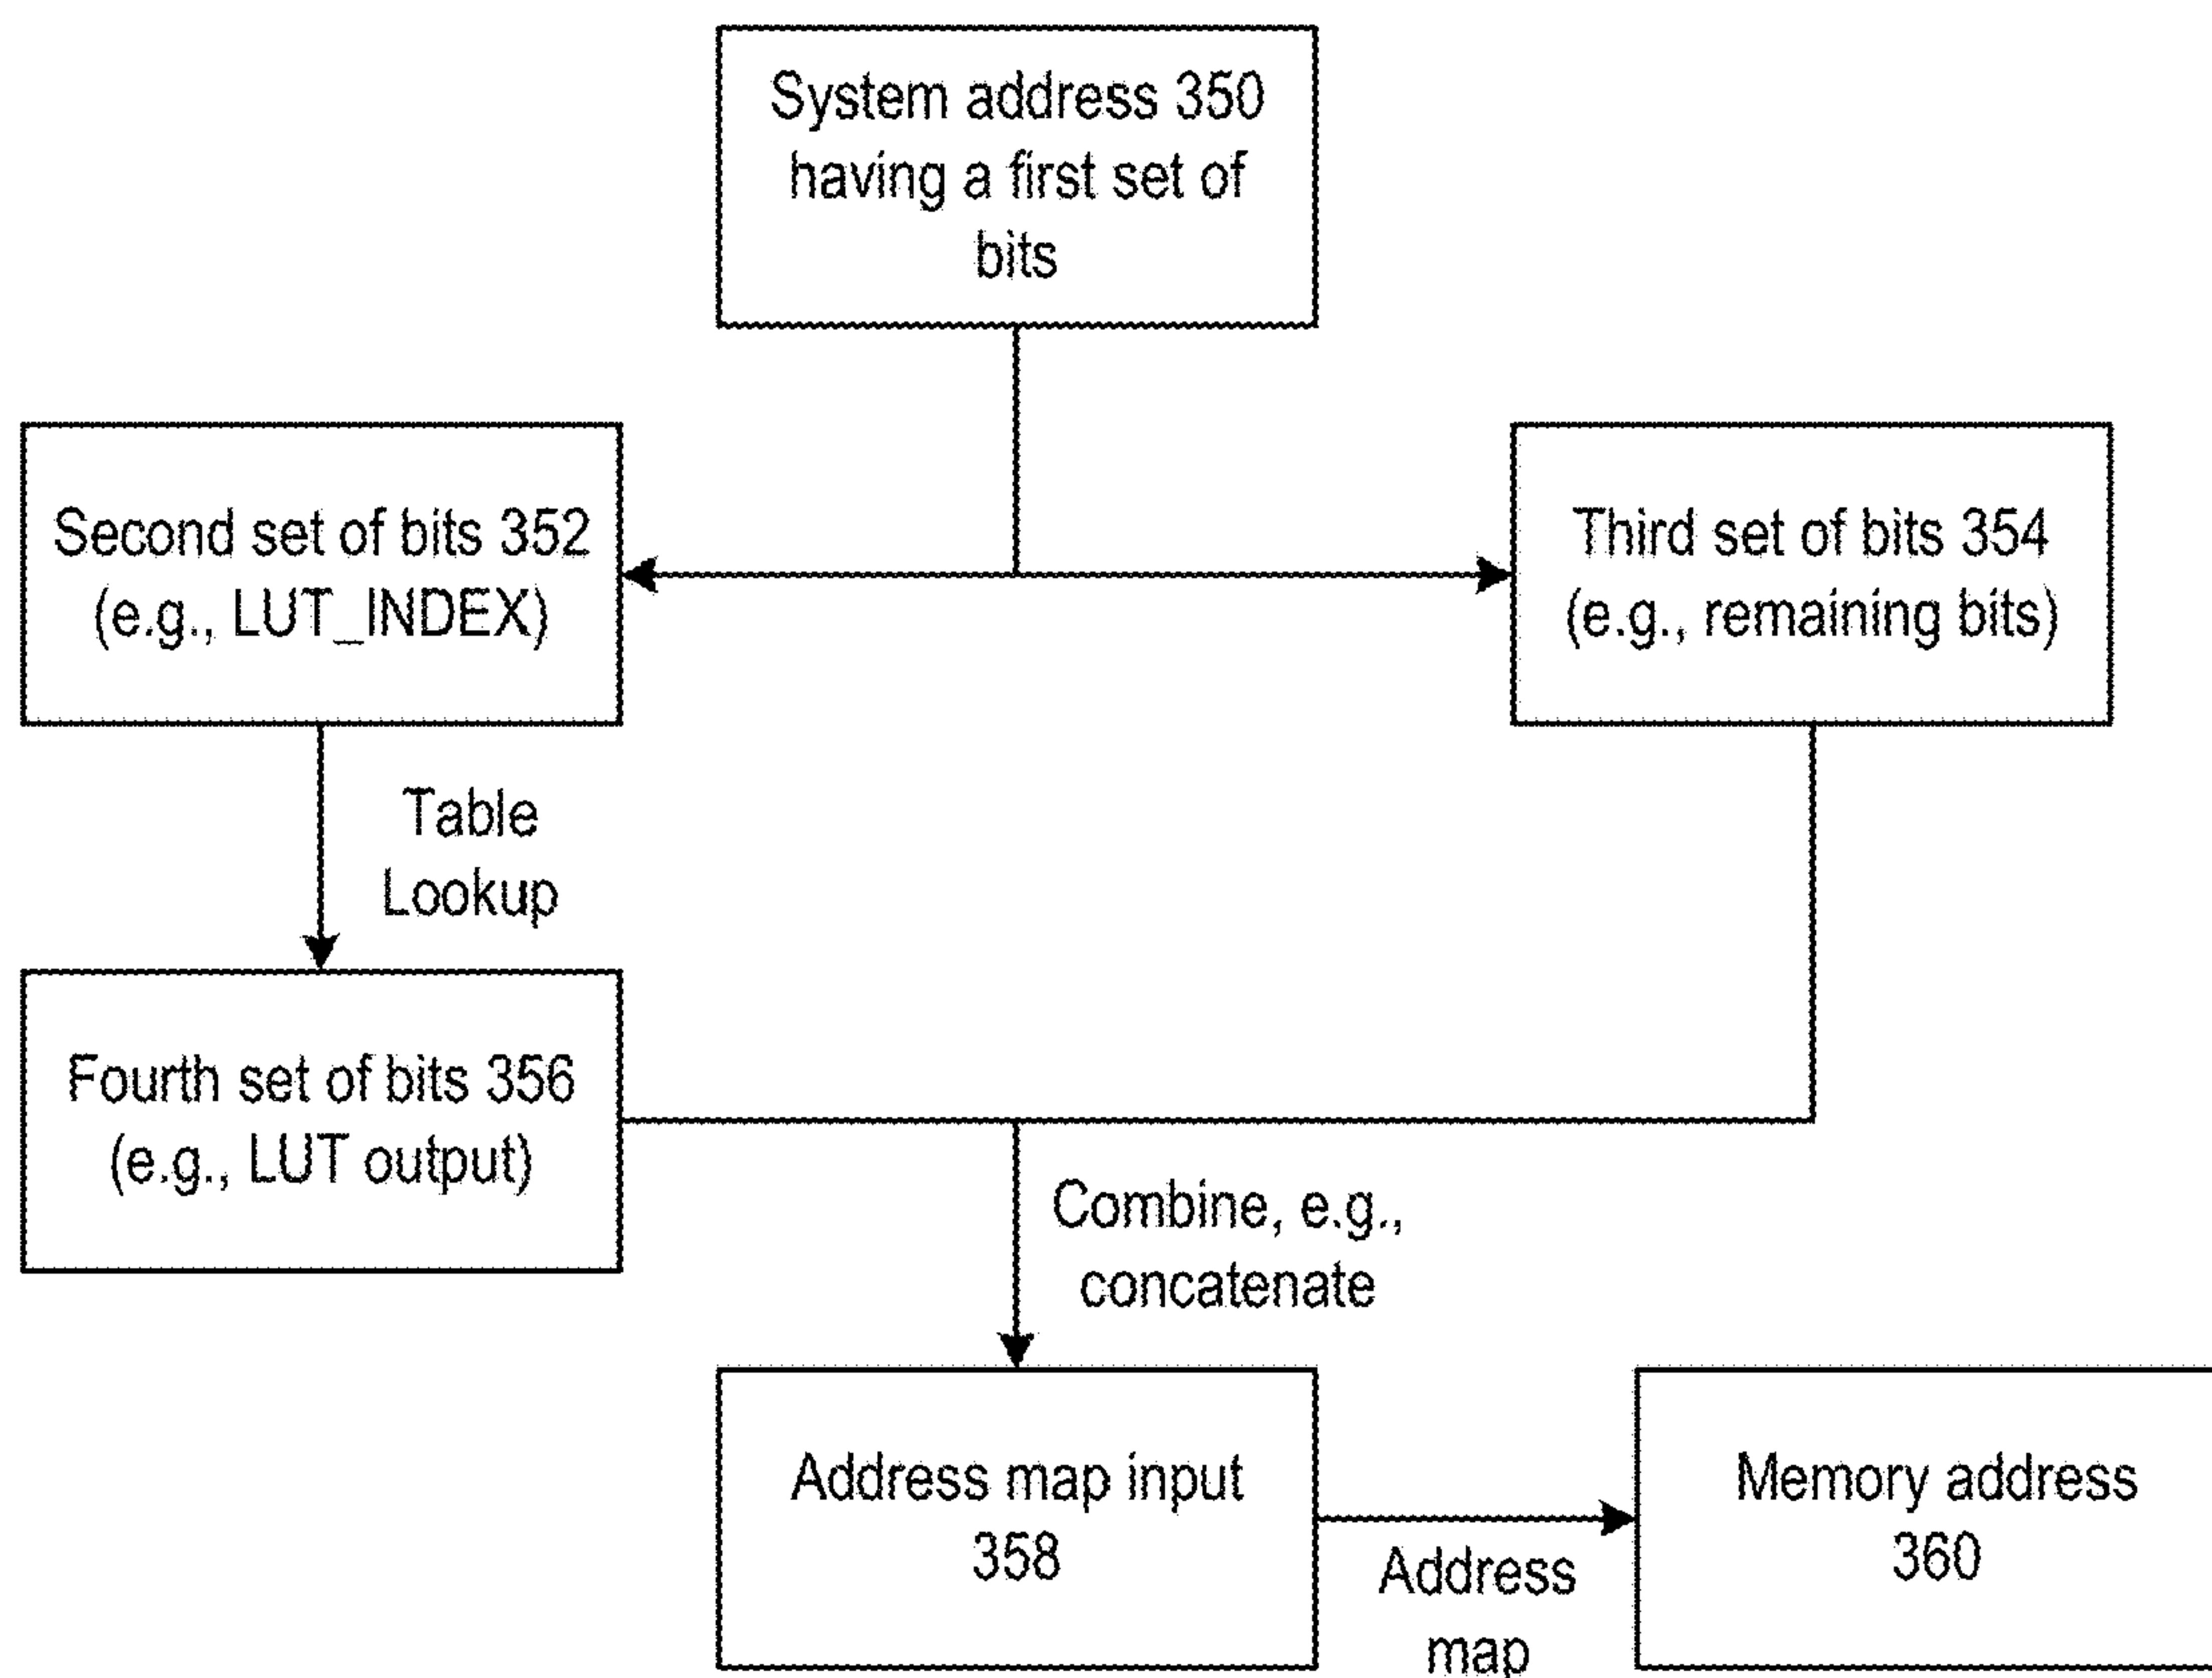 System address 350
having a first set of
bits
Second set of bits 352
(e.g., LUT_INDEX)
Third set of bits 354
(e.g., remaining bits)
Table
Lookup
Fourth set of bits 356
(e.g., LUT output)
Combine, e.g.,
concatenate
Address map input
358
Address
map
Memory address
360